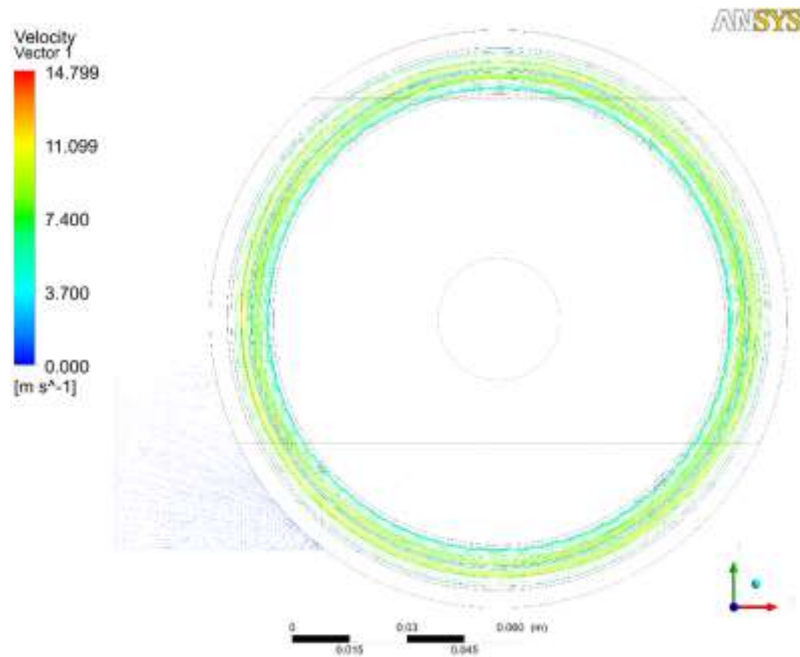 ANSYS
Velocity
Vector 1
14.799
11.099
7.400
3.700
0.000
[m s^-1]
0 0.03 0.060 (m)
0.015 0.045